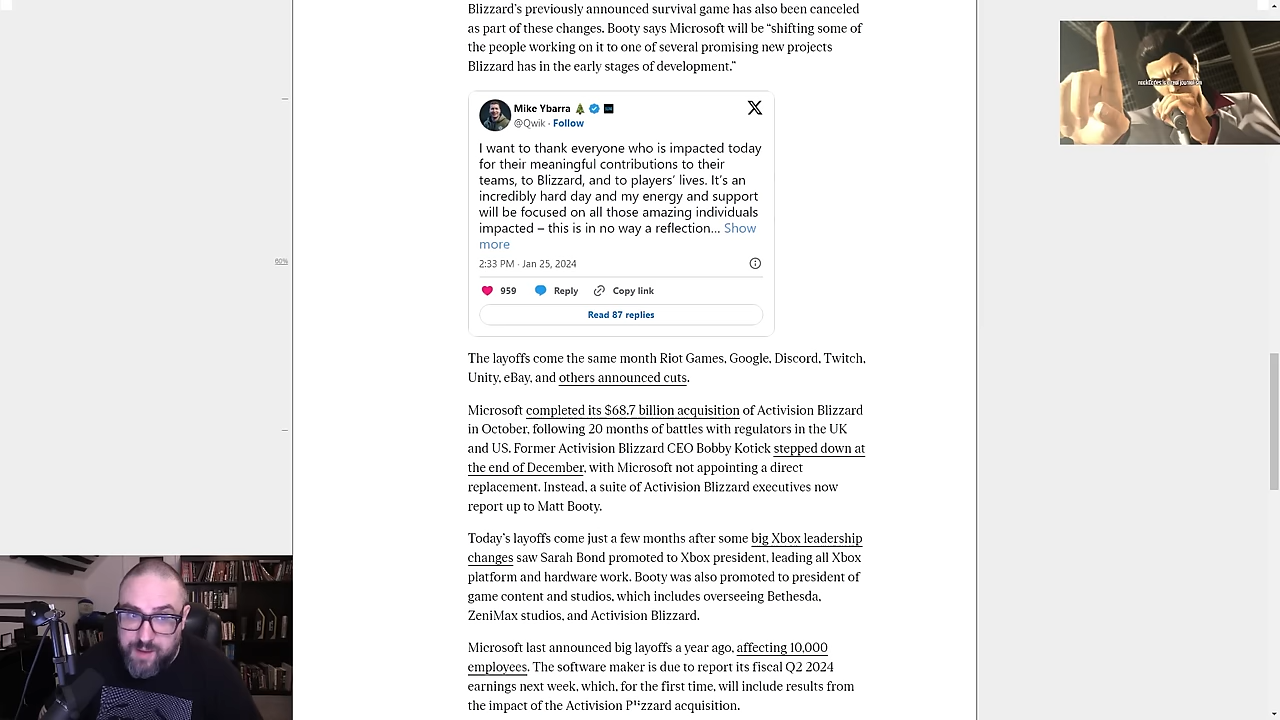 Blizzard’s previously announced survival game has also been canceled
as part of these changes. Booty says Microsoft will be “shifting some of
the people working on it to one of several promising new projects
Blizzard has in the early stages of development.”
Mike Ybarra
@Qwik · Follow
I want to thank everyone who is impacted today
for their meaningful contributions to their
teams, to Blizzard, and to players’ lives. It’s an
incredibly hard day and my energy and support
will be focused on all those amazing individuals
impacted – this is in no way a reflection… Show
more
2:33 PM · Jan 25, 2024
959 Reply Copy link
Read 87 replies
60%
The layoffs come the same month Riot Games, Google, Discord, Twitch,
Unity, eBay, and others announced cuts.
Microsoft completed its $68.7 billion acquisition of Activision Blizzard
in October, following 20 months of battles with regulators in the UK
and US. Former Activision Blizzard CEO Bobby Kotick stepped down at
the end of December, with Microsoft not appointing a direct
replacement. Instead, a suite of Activision Blizzard executives now
report up to Matt Booty.
Today’s layoffs come just a few months after some big Xbox leadership
changes saw Sarah Bond promoted to Xbox president, leading all Xbox
platform and hardware work. Booty was also promoted to president of
game content and studios, which includes overseeing Bethesda,
ZeniMax studios, and Activision Blizzard.
Microsoft last announced big layoffs a year ago, affecting 10,000
employees. The software maker is due to report its fiscal Q2 2024
earnings next week, which, for the first time, will include results from
the impact of the Activision Blizzard acquisition.